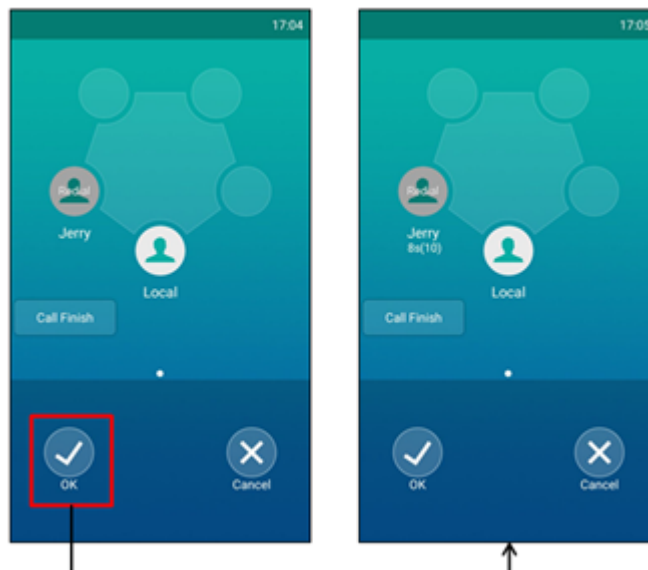 17:04
Redial
Jerry
Local
Call Finish
OK
Cancel
17:05
Redial
Jerry
8s(10)
Local
Call Finish
OK
Cancel